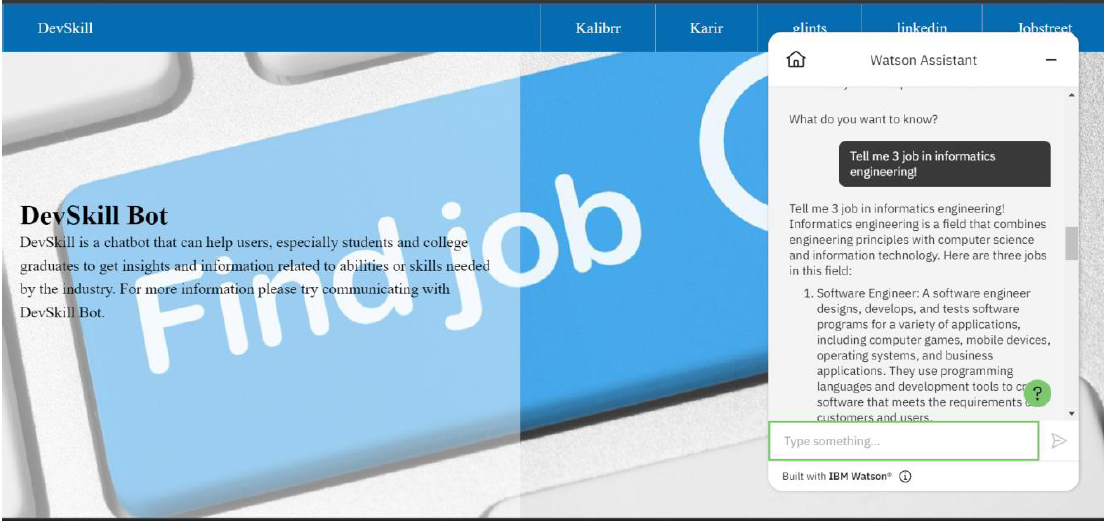 DevSkill
Kalibrr
Karir
glints
linkedin
Jobstreet
DevSkill Bot
DevSkill is a chatbot that can help users, especially students and college
graduates to get insights and information related to abilities or skills needed
by the industry. For more information please try communicating with
DevSkill Bot.
Find job
Watson Assistant
What do you want to know?
Tell me 3 job in informatics
engineering!
Tell me 3 job in informatics engineering!
Informatics engineering is a field that combines
engineering principles with computer science
and information technology. Here are three jobs
in this field:
1. Software Engineer: A software engineer
designs, develops, and tests software
programs for a variety of applications,
including computer games, mobile devices,
operating systems, and business
applications. They use programming
languages and development tools to
software that meets the requirements
customers and users.
?
Type something...
Built with IBM Watson®